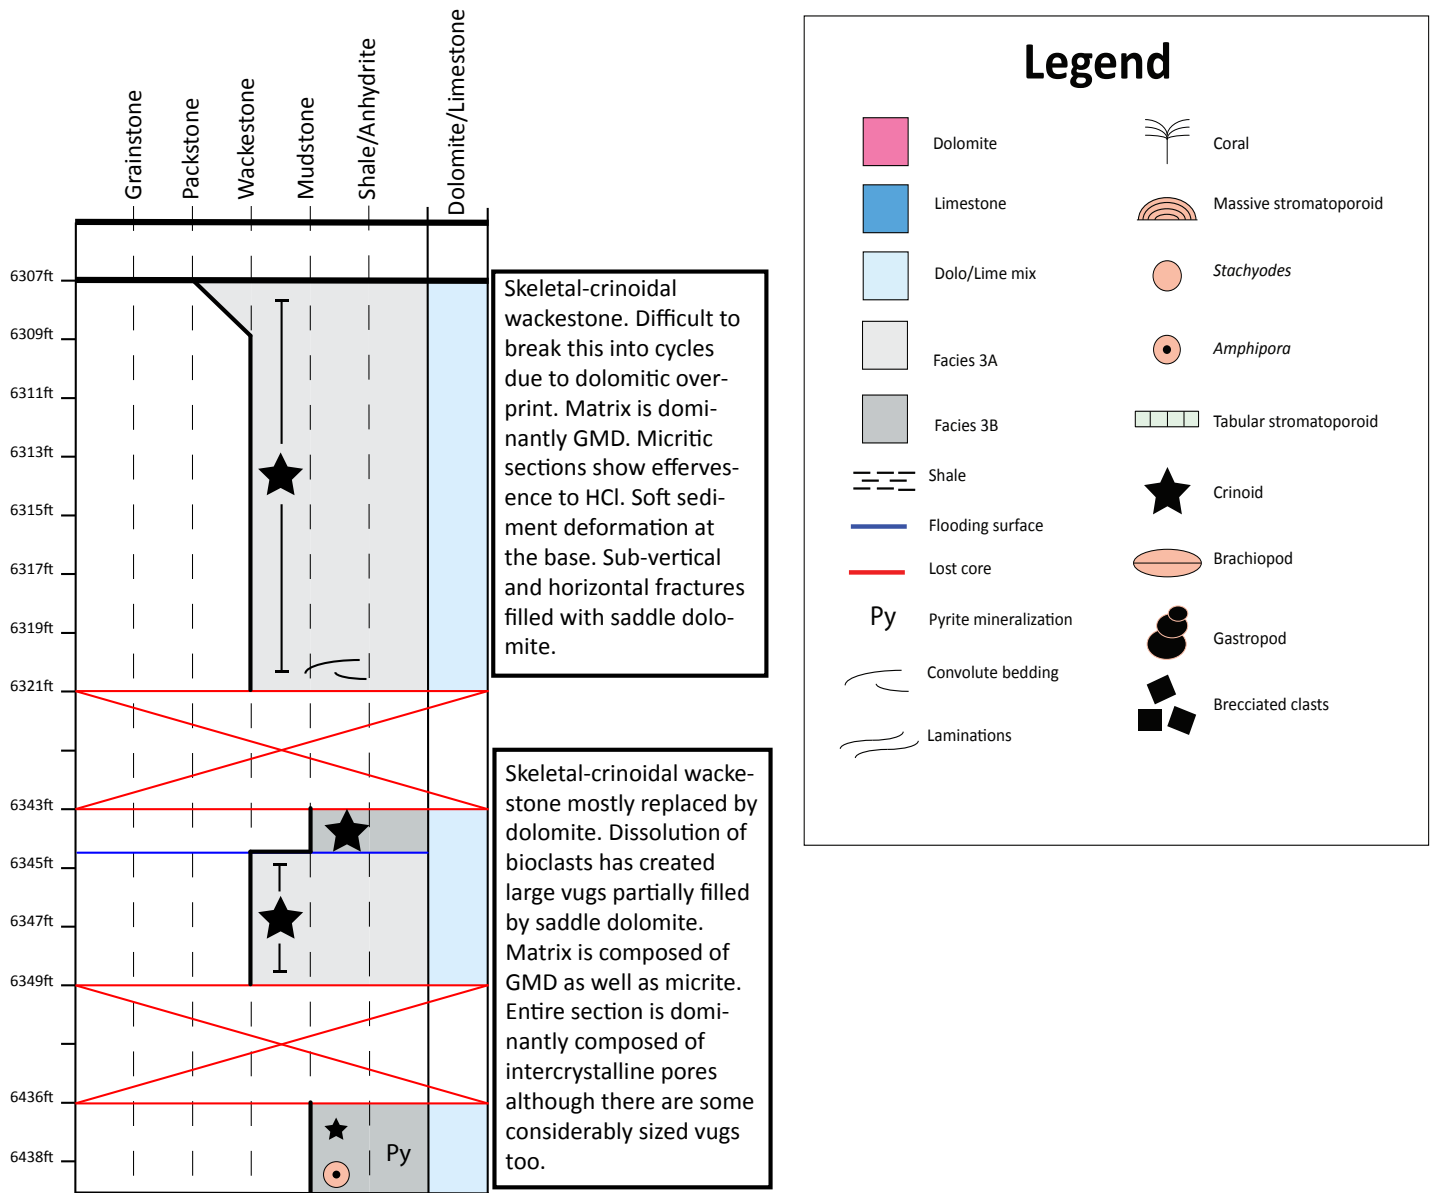 Grainstone
Packstone
Wackestone
Mudstone
Shale/Anhydrite
Dolomite/Limestone
6307ft
6309ft
6311ft
6313ft
6315ft
6317ft
6319ft
6321ft
6343ft
6345ft
6347ft
6349ft
6436ft
6438ft
Py
Skeletal-crinoidal
wackestone. Difficult to
break this into cycles
due to dolomitic over-
print. Matrix is domi-
nantly GMD. Micritic
sections show efferves-
ence to HCl. Soft sedi-
ment deformation at
the base. Sub-vertical
and horizontal fractures
filled with saddle dolo-
mite.
Skeletal-crinoidal wacke-
stone mostly replaced by
dolomite. Dissolution of
bioclasts has created
large vugs partially filled
by saddle dolomite.
Matrix is composed of
GMD as well as micrite.
Entire section is domi-
nantly composed of
intercrystalline pores
although there are some
considerably sized vugs
too.
Legend
Dolomite
Limestone
Dolo/Lime mix
Facies 3A
Facies 3B
Shale
Flooding surface
Lost core
Py Pyrite mineralization
Convolute bedding
Laminations
Coral
Massive stromatoporoid
Stachyodes
Amphipora
Tabular stromatoporoid
Crinoid
Brachiopod
Gastropod
Brecciated clasts